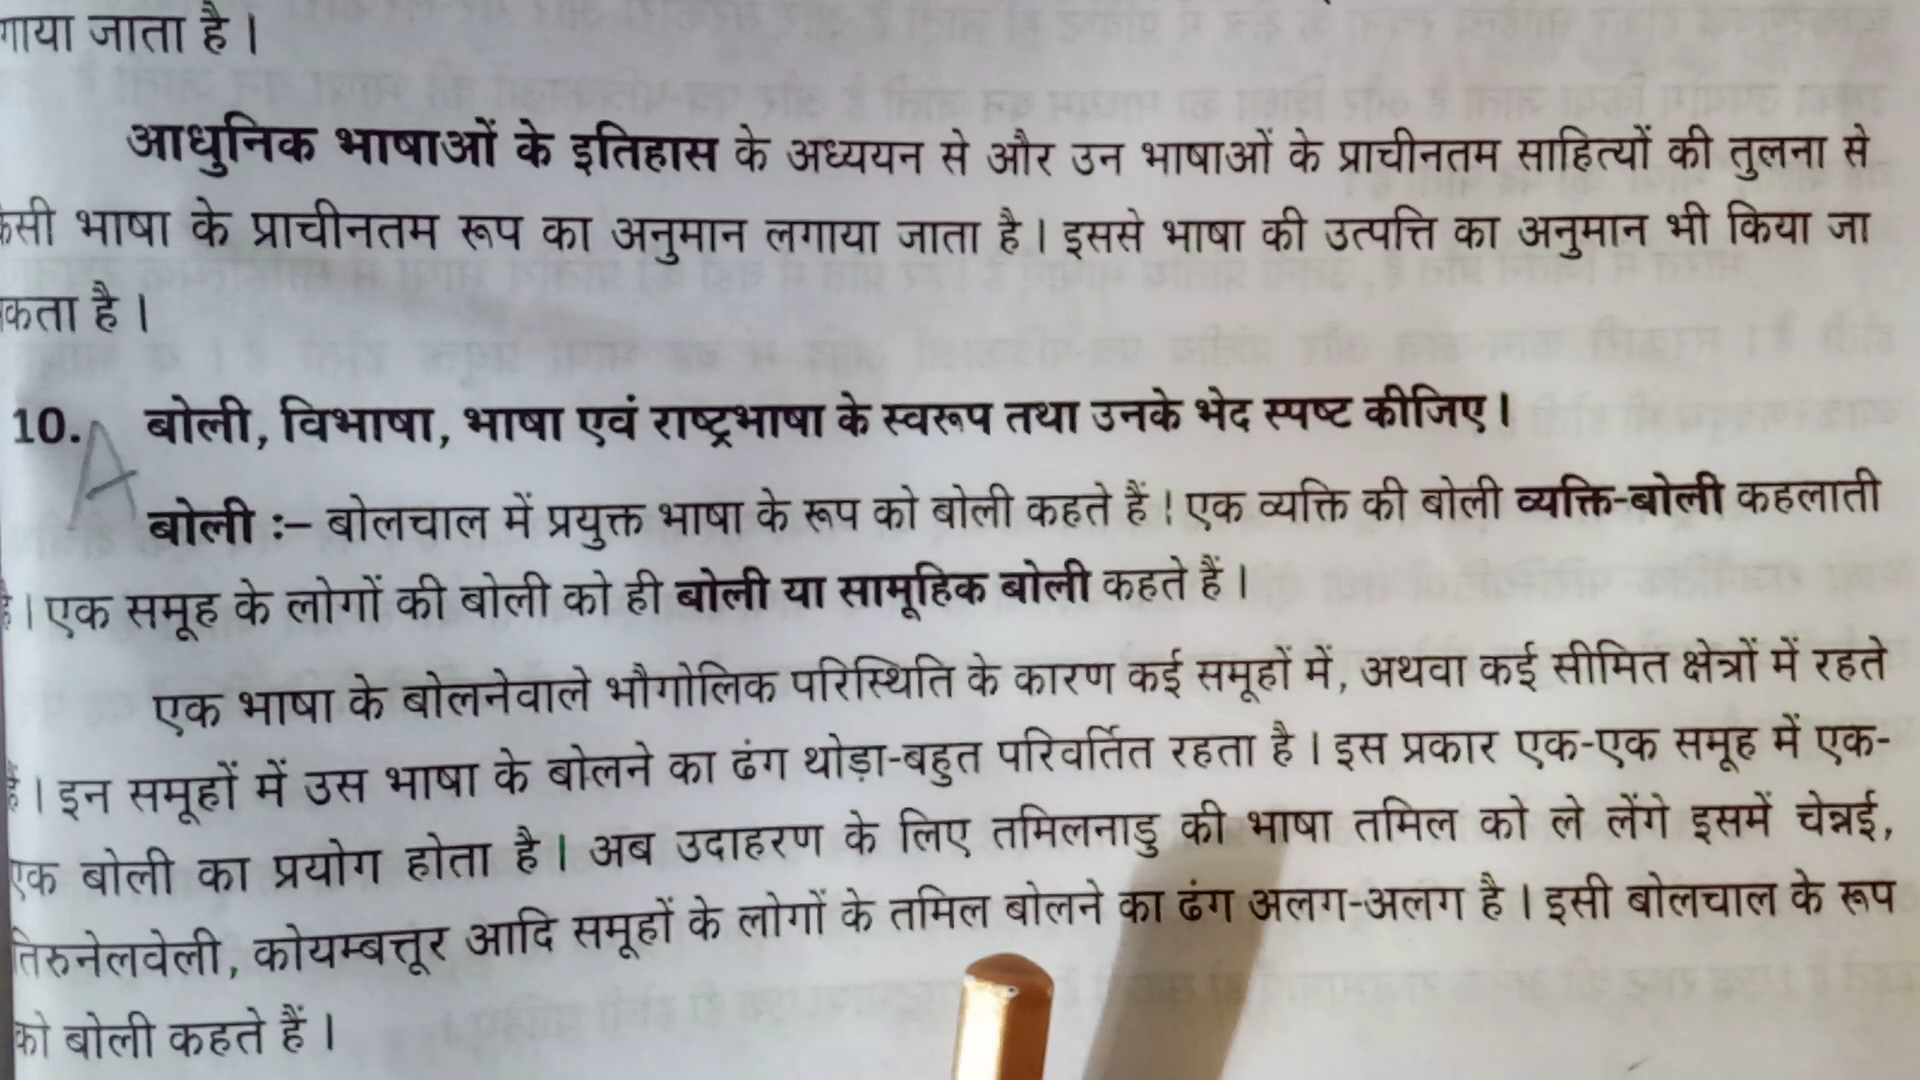 गाया जाता है ।
आधुनिक भाषाओं के इतिहास के अध्ययन से और उन भाषाओं के प्राचीनतम साहित्यों की तुलना से
भाषा के प्राचीनतम रूप का अनुमान लगाया जाता है । इससे भाषा की उत्पत्ति का अनुमान भी किया जा
कता है ।
10. बोली, विभाषा, भाषा एवं राष्ट्रभाषा के स्वरूप तथा उनके भेद स्पष्ट कीजिए ।
A
बोली :– बोलचाल में प्रयुक्त भाषा के रूप को बोली कहते हैं ! एक व्यक्ति की बोली व्यक्ति-बोली कहलाती
है । एक समूह के लोगों की बोली को ही बोली या सामूहिक बोली कहते हैं ।
एक भाषा के बोलनेवाले भौगोलिक परिस्थिति के कारण कई समूहों में, अथवा कई सीमित क्षेत्रों में रहते
हैं । इन समूहों में उस भाषा के बोलने का ढंग थोड़ा-बहुत परिवर्तित रहता है । इस प्रकार एक-एक समूह में एक-
एक बोली का प्रयोग होता है । अब उदाहरण के लिए तमिलनाडु की भाषा तमिल को ले लेंगे इसमें चेन्नई,
तिरुनेलवेली, कोयम्बत्तूर आदि समूहों के लोगों के तमिल बोलने का ढंग अलग-अलग है । इसी बोलचाल के रूप
को बोली कहते हैं ।